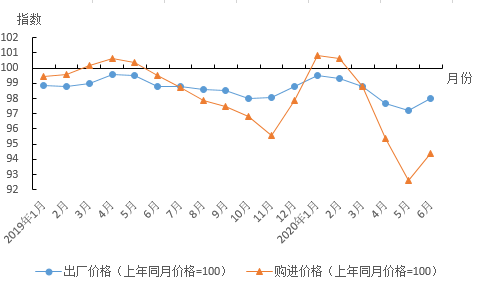 指数
102
101
100
99
98
97
96
95
94
93
92
月份
2019年1月
2月
3月
4月
5月
6月
7月
8月
9月
10月
11月
12月
2020年1月
2月
3月
4月
5月
6月
出厂价格（上年同月价格=100） 购进价格（上年同月价格=100）